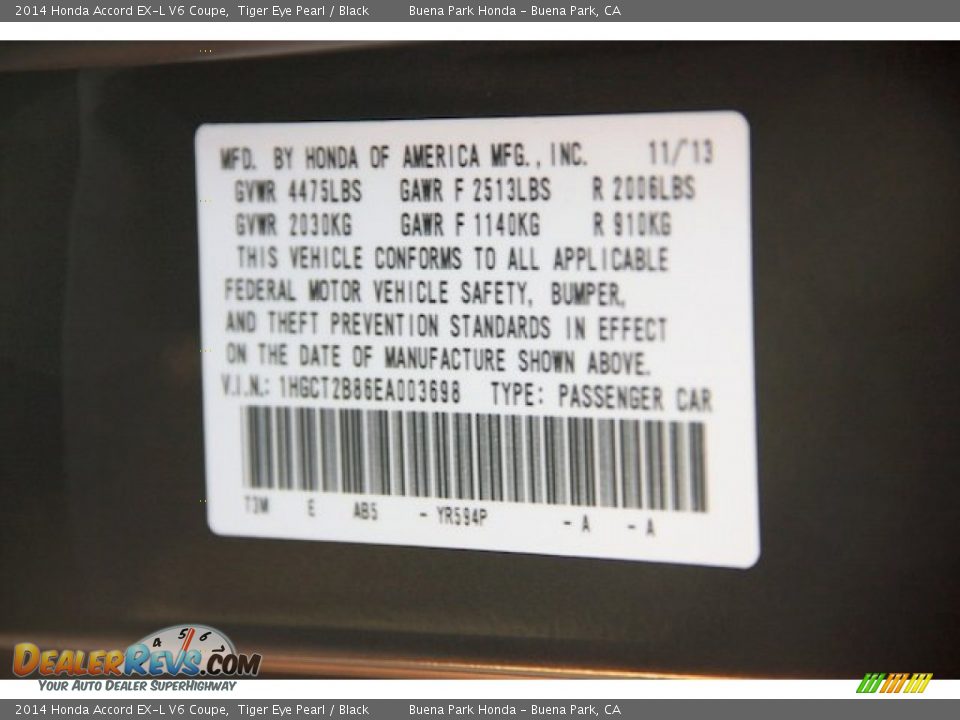 2014 Honda Accord EX-L V6 Coupe, Tiger Eye Pearl / Black Buena Park Honda - Buena Park, CA
MFD. BY HONDA OF AMERICA MFG., INC. 11/'13
GVWR 4475LBS GAWR F 2513LBS R 2006LBS
GVWR 2030KG GAWR F 1140KG R 910KG
THIS VEHICLE CONFORMS TO ALL APPLICABLE
FEDERAL MOTOR VEHICLE SAFETY, BUMPER,
AND THEFT PREVENTION STANDARDS IN EFFECT
ON THE DATE OF MANUFACTURE SHOWN ABOVE.
V.I.N.: 1HGCT2B86EA003698 TYPE: PASSENGER CAR
T3M E AB5 - YR594P - A - A
4 5 6 7
DealerRevs.com
Your Auto Dealer SuperHighway
2014 Honda Accord EX-L V6 Coupe, Tiger Eye Pearl / Black Buena Park Honda - Buena Park, CA